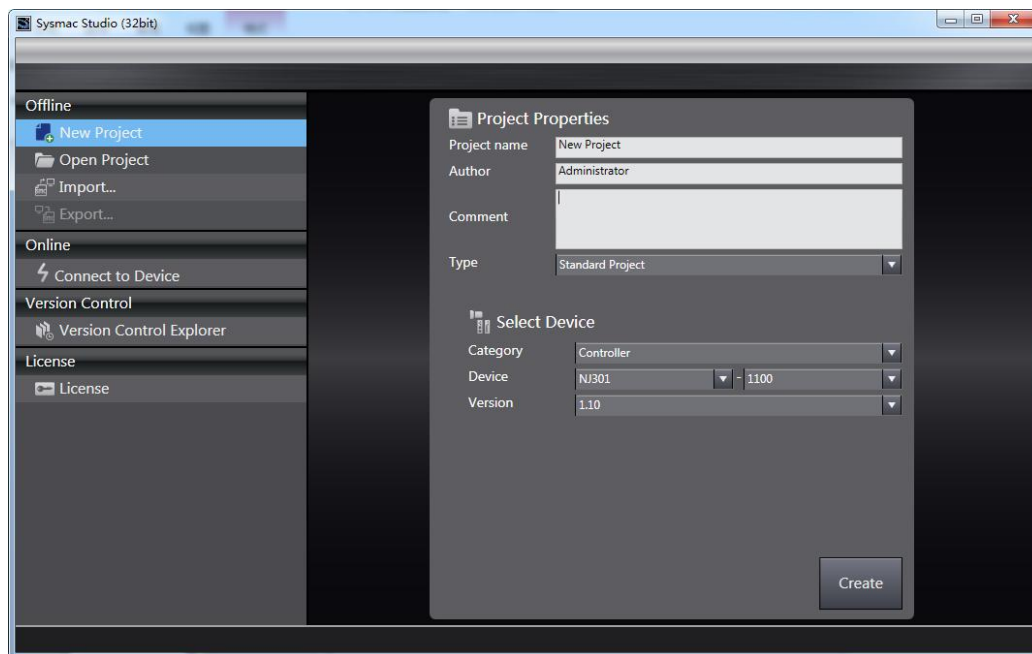 Sysmac Studio (32bit)
Offline
New Project
Open Project
Import...
Export...
Online
Connect to Device
Version Control
Version Control Explorer
License
License
Project Properties
Project name New Project
Author Administrator
Comment
Type Standard Project
Select Device
Category Controller
Device NJ301 - 1100
Version 1.10
Create